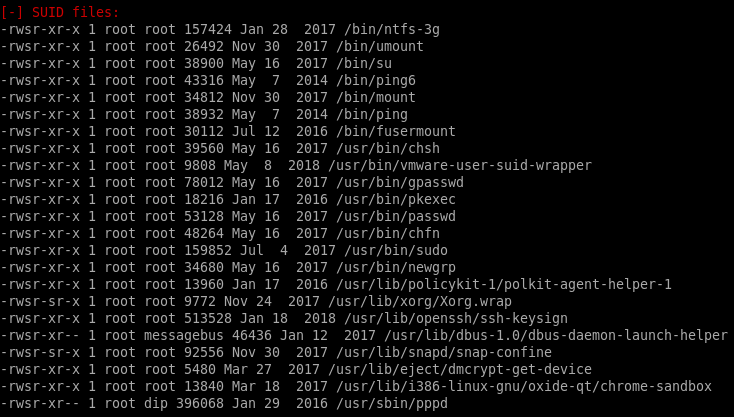 [-] SUID files:
-rwsr-xr-x 1 root root 157424 Jan 28  2017 /bin/ntfs-3g
-rwsr-xr-x 1 root root 26492 Nov 30  2017 /bin/umount
-rwsr-xr-x 1 root root 38900 May 16  2017 /bin/su
-rwsr-xr-x 1 root root 43316 May  7  2014 /bin/ping6
-rwsr-xr-x 1 root root 34812 Nov 30  2017 /bin/mount
-rwsr-xr-x 1 root root 38932 May  7  2014 /bin/ping
-rwsr-xr-x 1 root root 30112 Jul 12  2016 /bin/fusermount
-rwsr-xr-x 1 root root 39560 May 16  2017 /usr/bin/chsh
-rwsr-xr-x 1 root root 9808 May  8  2018 /usr/bin/vmware-user-suid-wrapper
-rwsr-xr-x 1 root root 78012 May 16  2017 /usr/bin/gpasswd
-rwsr-xr-x 1 root root 18216 Jan 17  2016 /usr/bin/pkexec
-rwsr-xr-x 1 root root 53128 May 16  2017 /usr/bin/passwd
-rwsr-xr-x 1 root root 48264 May 16  2017 /usr/bin/chfn
-rwsr-xr-x 1 root root 159852 Jul  4  2017 /usr/bin/sudo
-rwsr-xr-x 1 root root 34680 May 16  2017 /usr/bin/newgrp
-rwsr-xr-x 1 root root 13960 Jan 17  2016 /usr/lib/policykit-1/polkit-agent-helper-1
-rwsr-sr-x 1 root root 9772 Nov 24  2017 /usr/lib/xorg/Xorg.wrap
-rwsr-xr-x 1 root root 513528 Jan 18  2018 /usr/lib/openssh/ssh-keysign
-rwsr-xr-- 1 root messagebus 46436 Jan 12  2017 /usr/lib/dbus-1.0/dbus-daemon-launch-helper
-rwsr-sr-x 1 root root 92556 Nov 30  2017 /usr/lib/snapd/snap-confine
-rwsr-xr-x 1 root root 5480 Mar 27  2017 /usr/lib/eject/dmcrypt-get-device
-rwsr-xr-x 1 root root 13840 Mar 18  2017 /usr/lib/i386-linux-gnu/oxide-qt/chrome-sandbox
-rwsr-xr-- 1 root dip 396068 Jan 29  2016 /usr/sbin/pppd